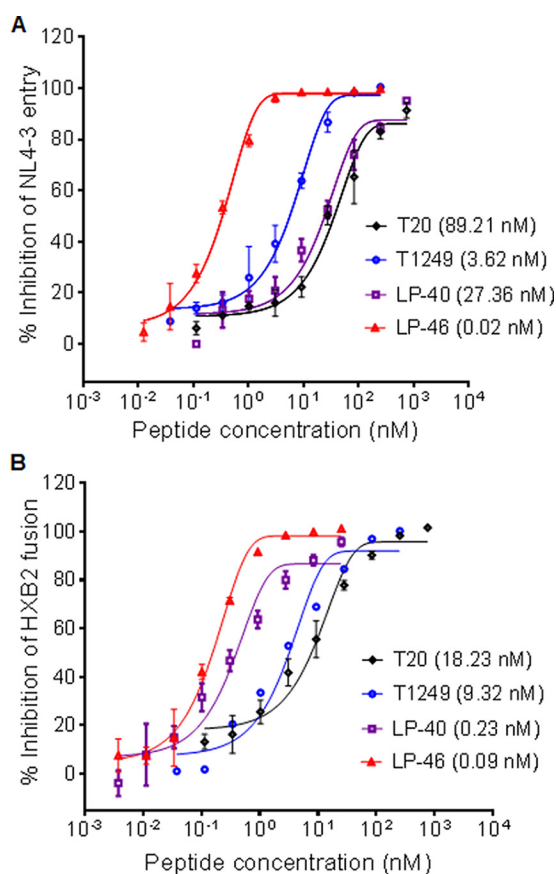 A
% Inhibition of NL4-3 entry
120
100
80
60
40
20
0
T20 (89.21 nM)
T1249 (3.62 nM)
LP-40 (27.36 nM)
LP-46 (0.02 nM)
10-3 10-2 10-1 100 101 102 103 104
Peptide concentration (nM)
B
% Inhibition of HXB2 fusion
120
100
80
60
40
20
0
T20 (18.23 nM)
T1249 (9.32 nM)
LP-40 (0.23 nM)
LP-46 (0.09 nM)
10-3 10-2 10-1 100 101 102 103 104
Peptide concentration (nM)